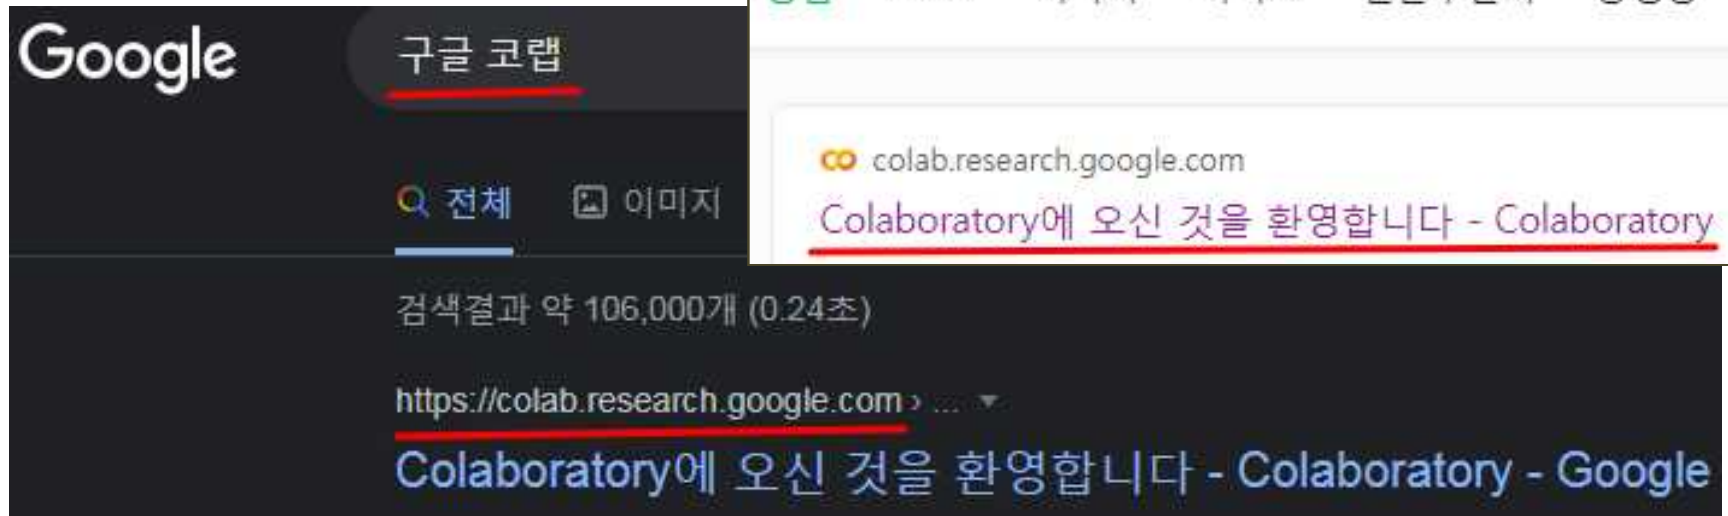 Google
구글 코랩
전체 이미지
검색결과 약 106,000개 (0.24초)
https://colab.research.google.com › ...
Colaboratory에 오신 것을 환영합니다 - Colaboratory - Google
colab.research.google.com
Colaboratory에 오신 것을 환영합니다 - Colaboratory